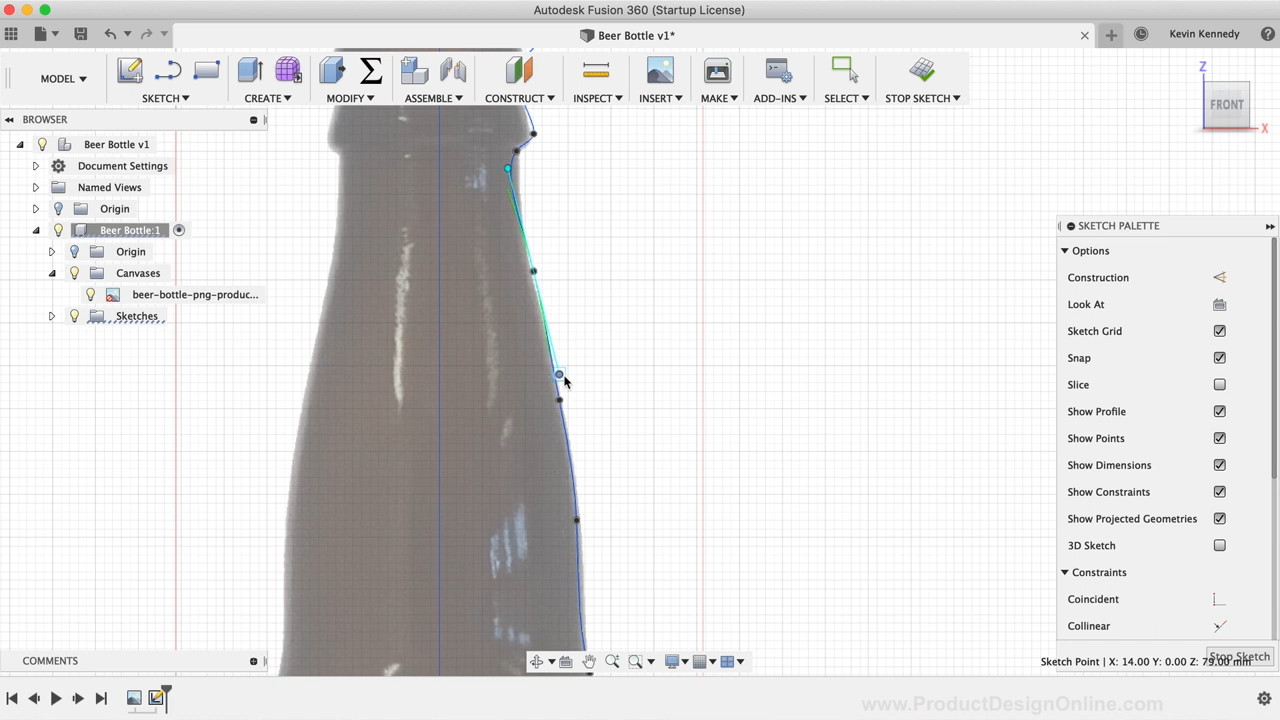 Autodesk Fusion 360 (Startup License)
Beer Bottle v1*
Kevin Kennedy
MODEL
SKETCH
CREATE
MODIFY
ASSEMBLE
CONSTRUCT
INSPECT
INSERT
MAKE
ADD-INS
SELECT
STOP SKETCH
Z
FRONT
X
BROWSER
Beer Bottle v1
Document Settings
Named Views
Origin
Beer Bottle:1
Origin
Canvases
beer-bottle-png-produc...
Sketches
SKETCH PALETTE
Options
Construction
Look At
Sketch Grid
Snap
Slice
Show Profile
Show Points
Show Dimensions
Show Constraints
Show Projected Geometries
3D Sketch
Constraints
Coincident
Collinear
Stop Sketch
Sketch Point | X: 14.00 Y: 0.00 Z: 79.00 mm
COMMENTS
www.ProductDesignOnline.com